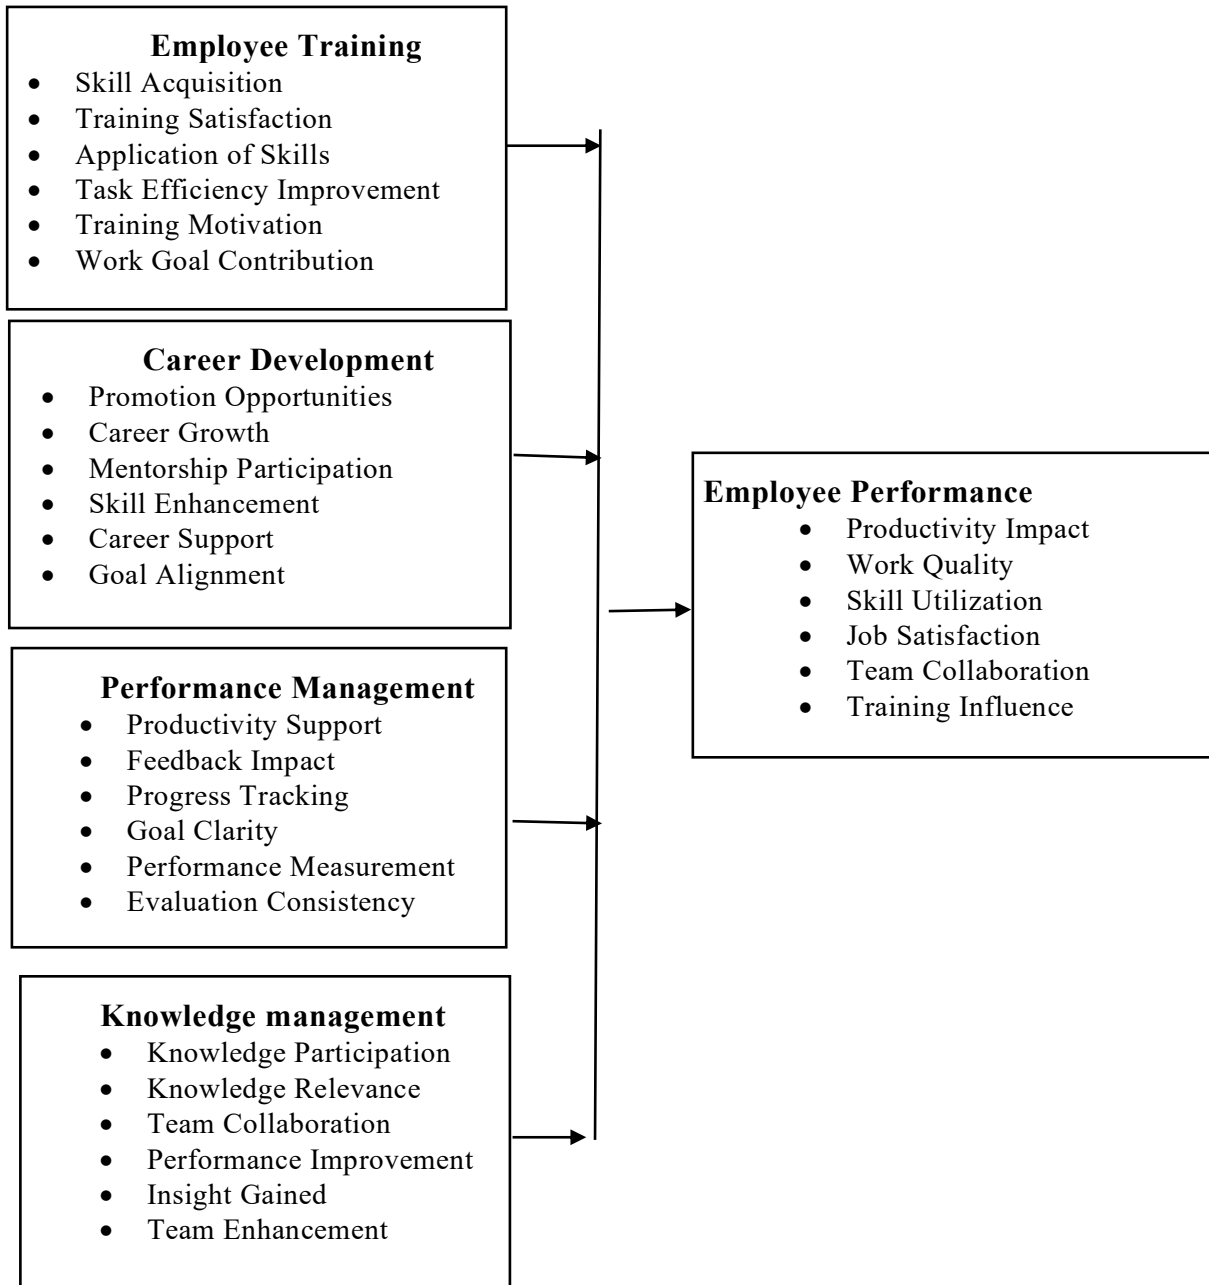 Employee Training
• Skill Acquisition
• Training Satisfaction
• Application of Skills
• Task Efficiency Improvement
• Training Motivation
• Work Goal Contribution
Career Development
• Promotion Opportunities
• Career Growth
• Mentorship Participation
• Skill Enhancement
• Career Support
• Goal Alignment
Performance Management
• Productivity Support
• Feedback Impact
• Progress Tracking
• Goal Clarity
• Performance Measurement
• Evaluation Consistency
Knowledge management
• Knowledge Participation
• Knowledge Relevance
• Team Collaboration
• Performance Improvement
• Insight Gained
• Team Enhancement
Employee Performance
• Productivity Impact
• Work Quality
• Skill Utilization
• Job Satisfaction
• Team Collaboration
• Training Influence